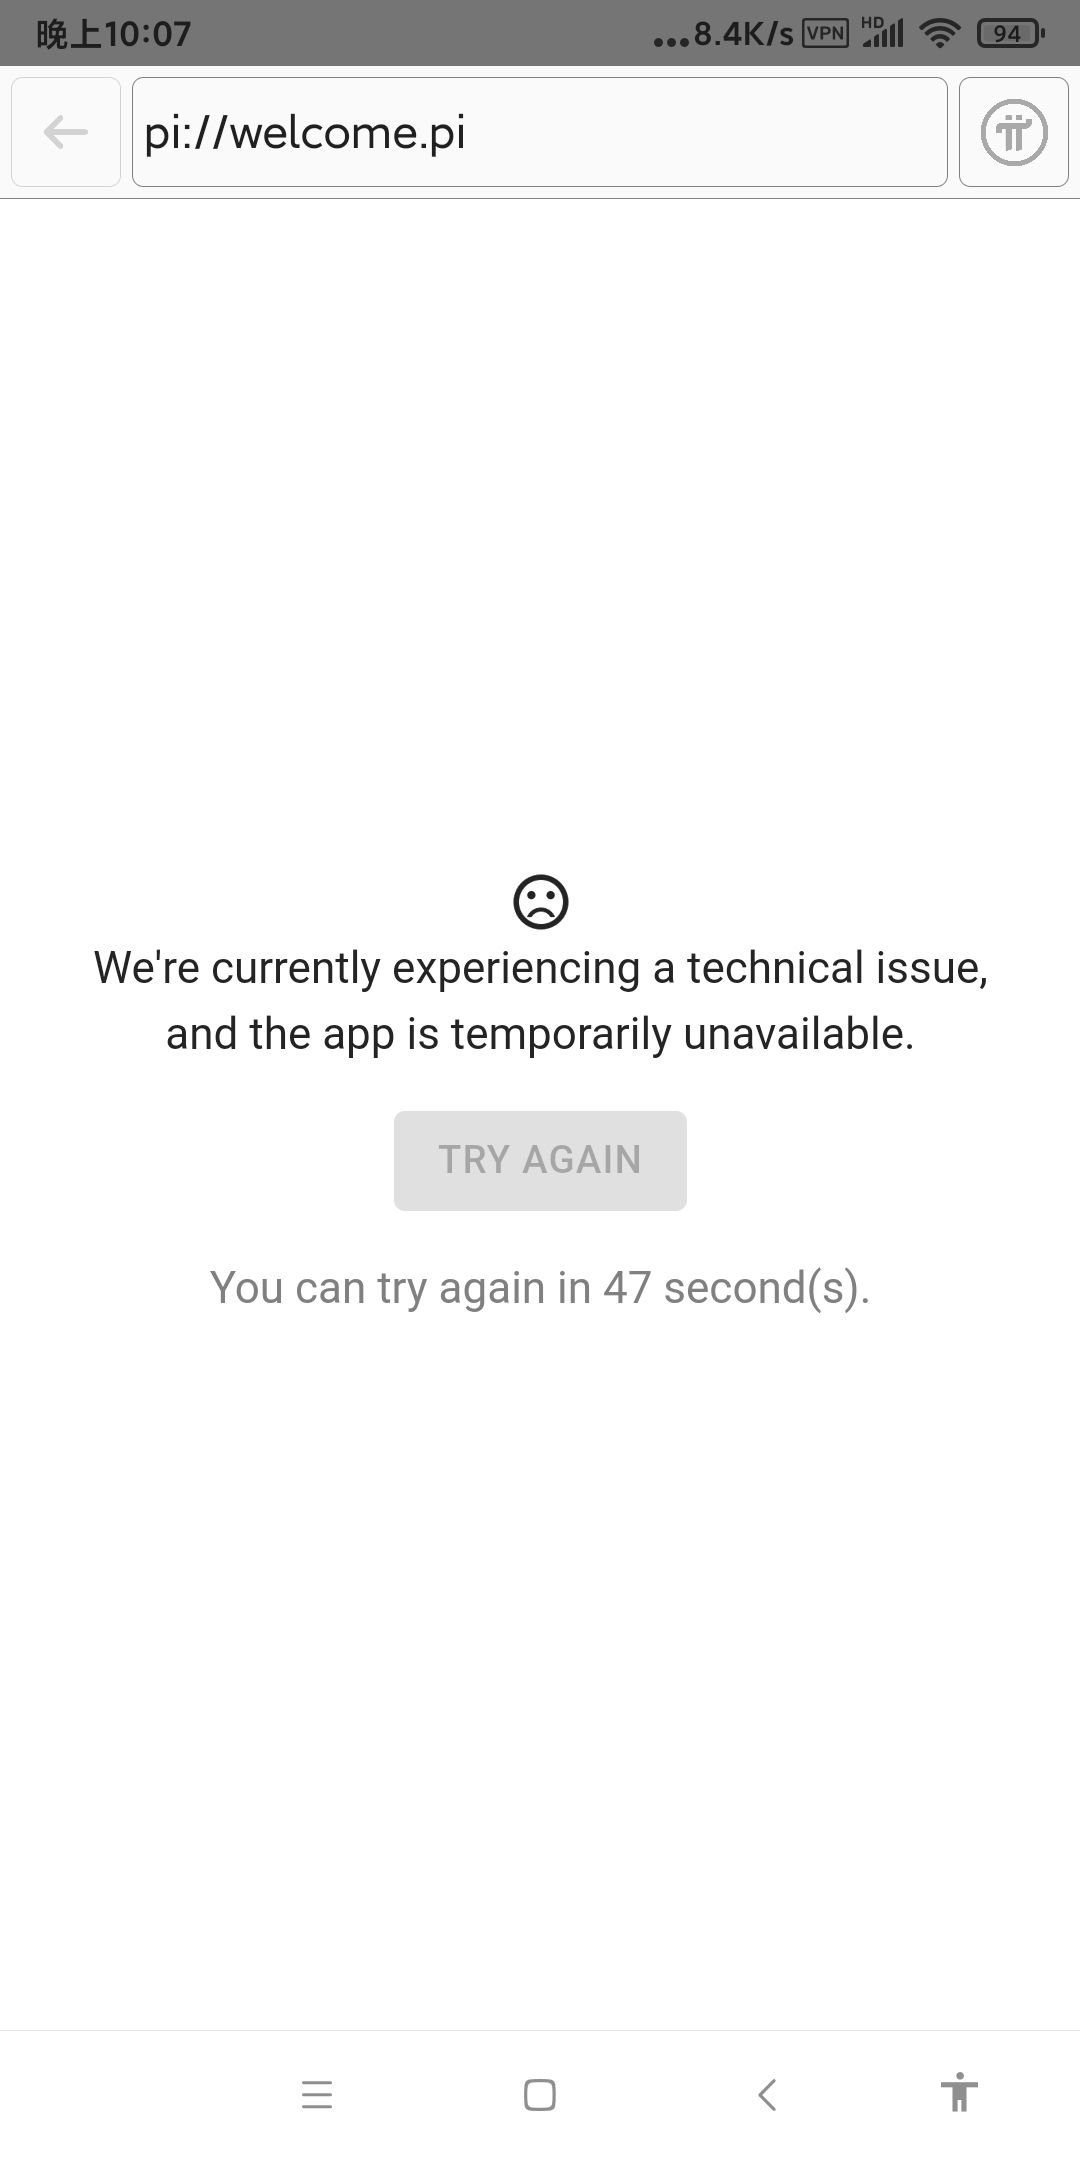 晚上10:07
...8.4K/s VPN HD 94
pi://welcome.pi
We're currently experiencing a technical issue,
and the app is temporarily unavailable.
TRY AGAIN
You can try again in 47 second(s).